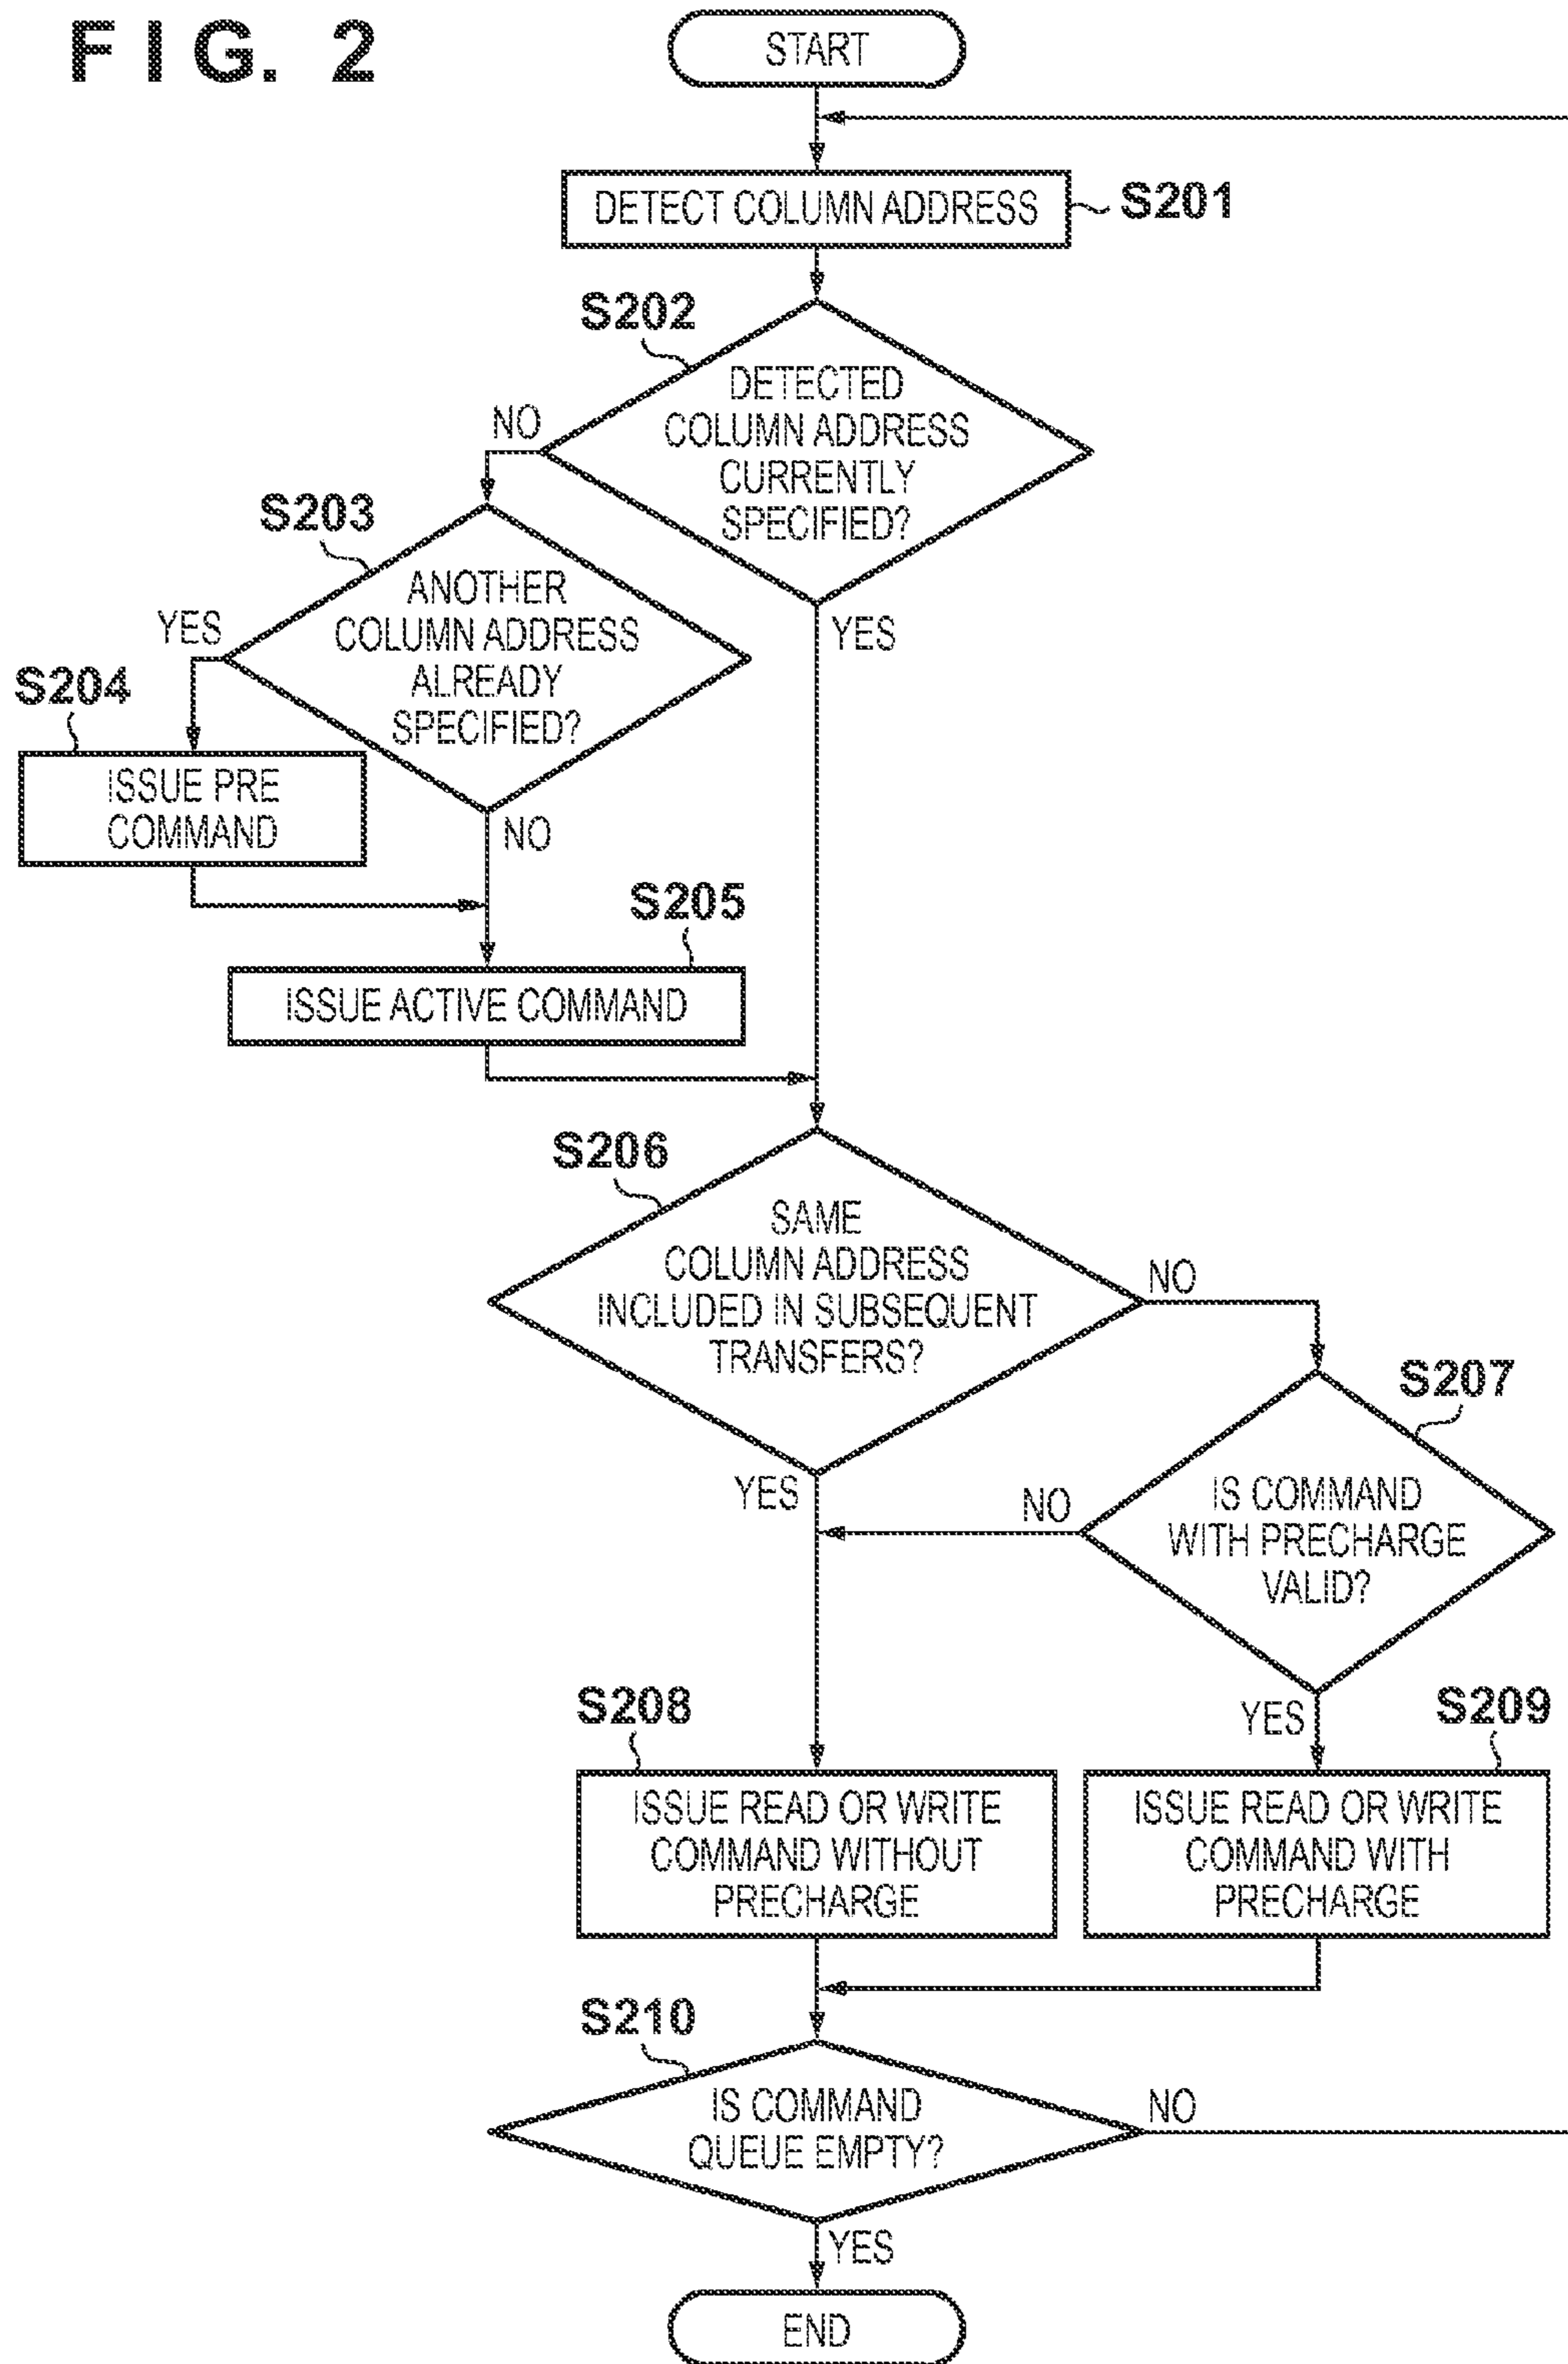 FIG. 2
START
DETECT COLUMN ADDRESS
S201
S202
DETECTED
COLUMN ADDRESS
CURRENTLY
SPECIFIED?
NO
YES
S203
ANOTHER
COLUMN ADDRESS
ALREADY
SPECIFIED?
YES
NO
S204
ISSUE PRE
COMMAND
S205
ISSUE ACTIVE COMMAND
S206
SAME
COLUMN ADDRESS
INCLUDED IN SUBSEQUENT
TRANSFERS?
NO
YES
S207
IS COMMAND
WITH PRECHARGE
VALID?
NO
YES
S208
ISSUE READ OR WRITE
COMMAND WITHOUT
PRECHARGE
S209
ISSUE READ OR WRITE
COMMAND WITH
PRECHARGE
S210
IS COMMAND
QUEUE EMPTY?
NO
YES
END